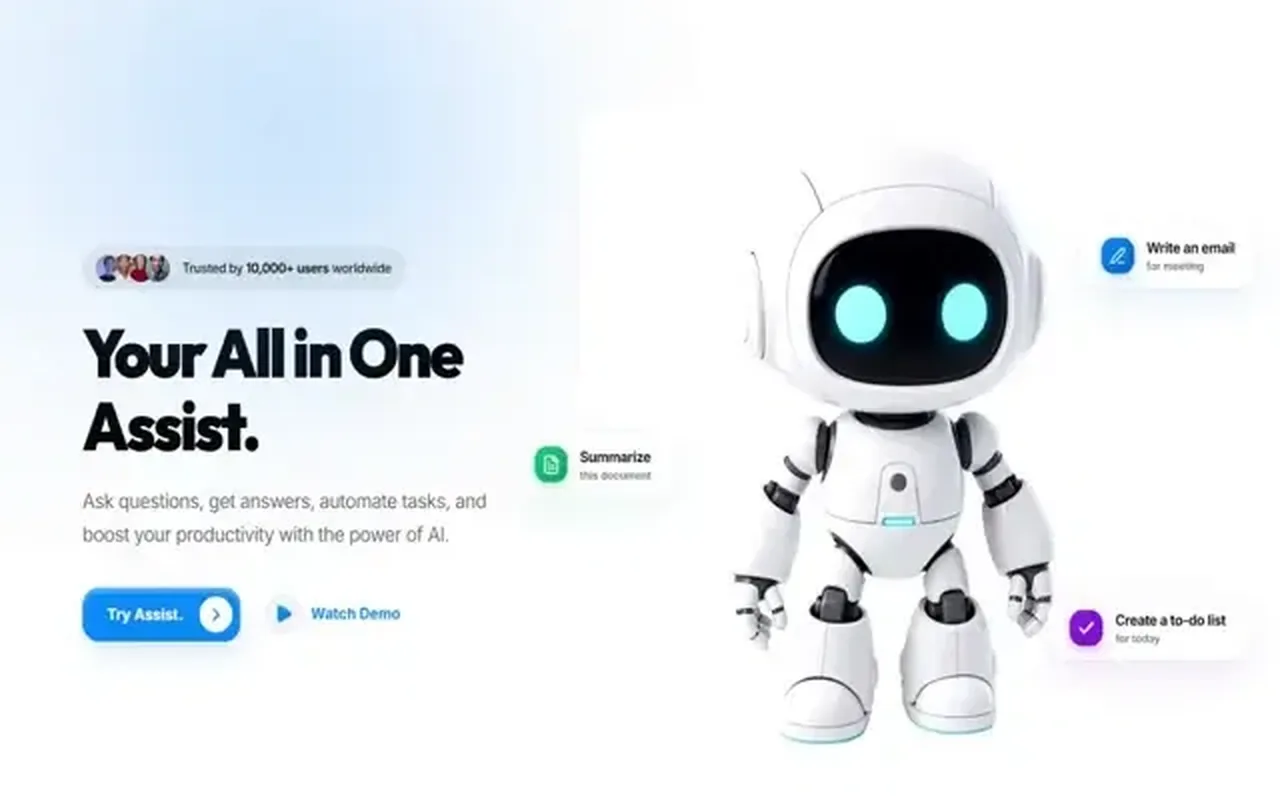 Trusted by 10,000+ users worldwide
Your All in One
Assist.
Ask questions, get answers, automate tasks, and
boost your productivity with the power of AI.
Try Assist.
Watch Demo
Summarize
this document
Write an email
for meeting
Create a to-do list
for today